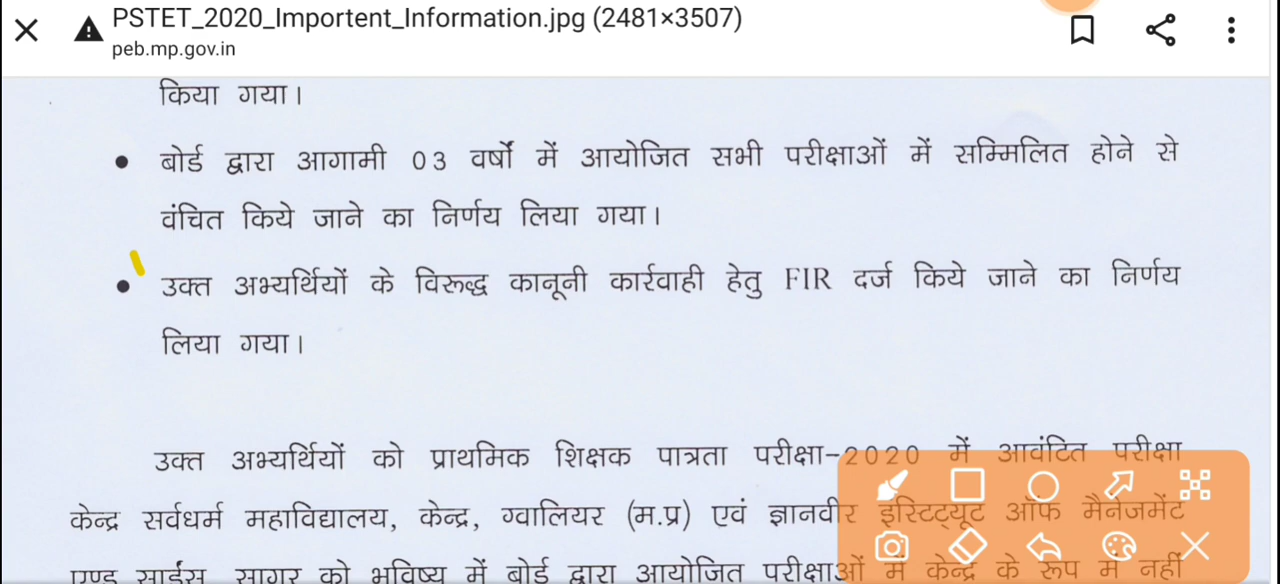 PSTET_2020_Importent_Information.jpg (2481×3507)
peb.mp.gov.in
किया गया।
• बोर्ड द्वारा आगामी 03 वर्षों में आयोजित सभी परीक्षाओं में सम्मिलित होने से
वंचित किये जाने का निर्णय लिया गया।
• उक्त अभ्यर्थियों के विरूद्ध कानूनी कार्रवाही हेतु FIR दर्ज किये जाने का निर्णय
लिया गया।
उक्त अभ्यर्थियों को प्राथमिक शिक्षक पात्रता परीक्षा-2020 में आवंटित परीक्षा
केन्द्र सर्वधर्म महाविद्यालय, केन्द्र, ग्वालियर (म.प्र) एवं ज्ञानवीर इंस्टिट्यूट ऑफ मैनेजमेंट
एण्ड साईंस सागर को भविष्य में बोर्ड द्वारा आयोजित परीक्षाओं में केन्द्र के रूप में नहीं